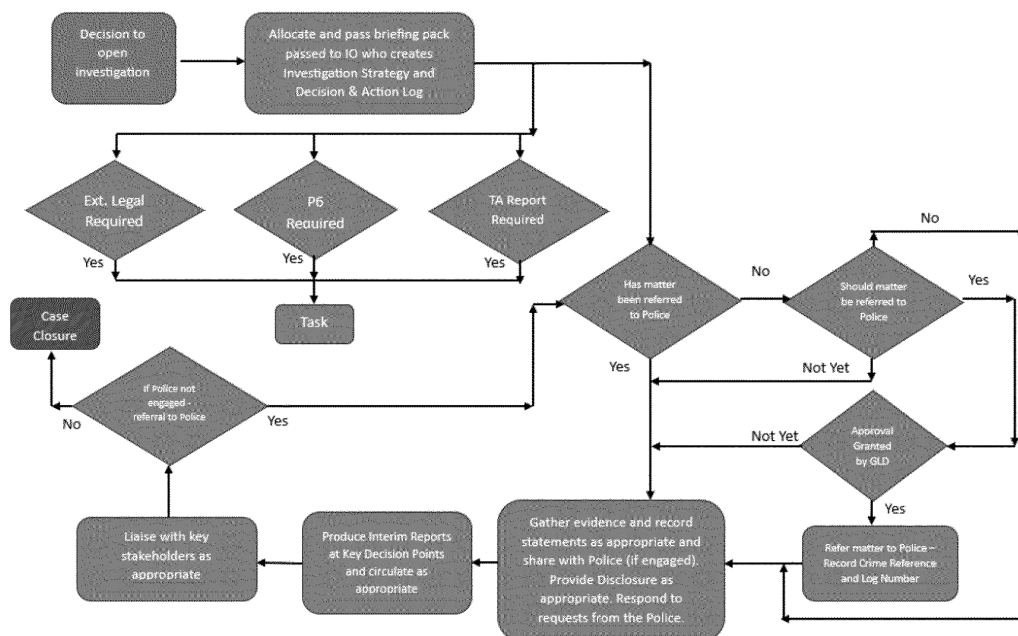 Decision to
open
investigation
Allocate and pass briefing pack
passed to IO who creates
Investigation Strategy and
Decision & Action Log
Ext. Legal
Required
P6
Required
TA Report
Required
Yes
Yes
Yes
Task
Has matter
been referred
to Police
No
Should matter
be referred to
Police
No
Yes
Yes
Not Yet
Case
Closure
If Police not
engaged -
referral to Police
No
Yes
Not Yet
Approval
Granted
by GLD
Yes
Liaise with key
stakeholders as
appropriate
Produce Interim Reports
at Key Decision Points
and circulate as
appropriate
Gather evidence and record
statements as appropriate and
share with Police (if engaged).
Provide Disclosure as
appropriate. Respond to
requests from the Police.
Refer matter to Police –
Record Crime Reference
and Log Number